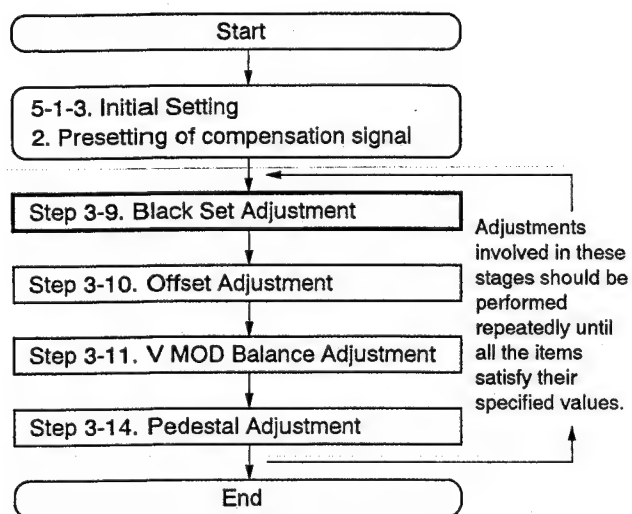 Start
5-1-3. Initial Setting
2. Presetting of compensation signal
Step 3-9. Black Set Adjustment
Step 3-10. Offset Adjustment
Step 3-11. V MOD Balance Adjustment
Step 3-14. Pedestal Adjustment
End
Adjustments
involved in these
stages should be
performed
repeatedly until
all the items
satisfy their
specified values.